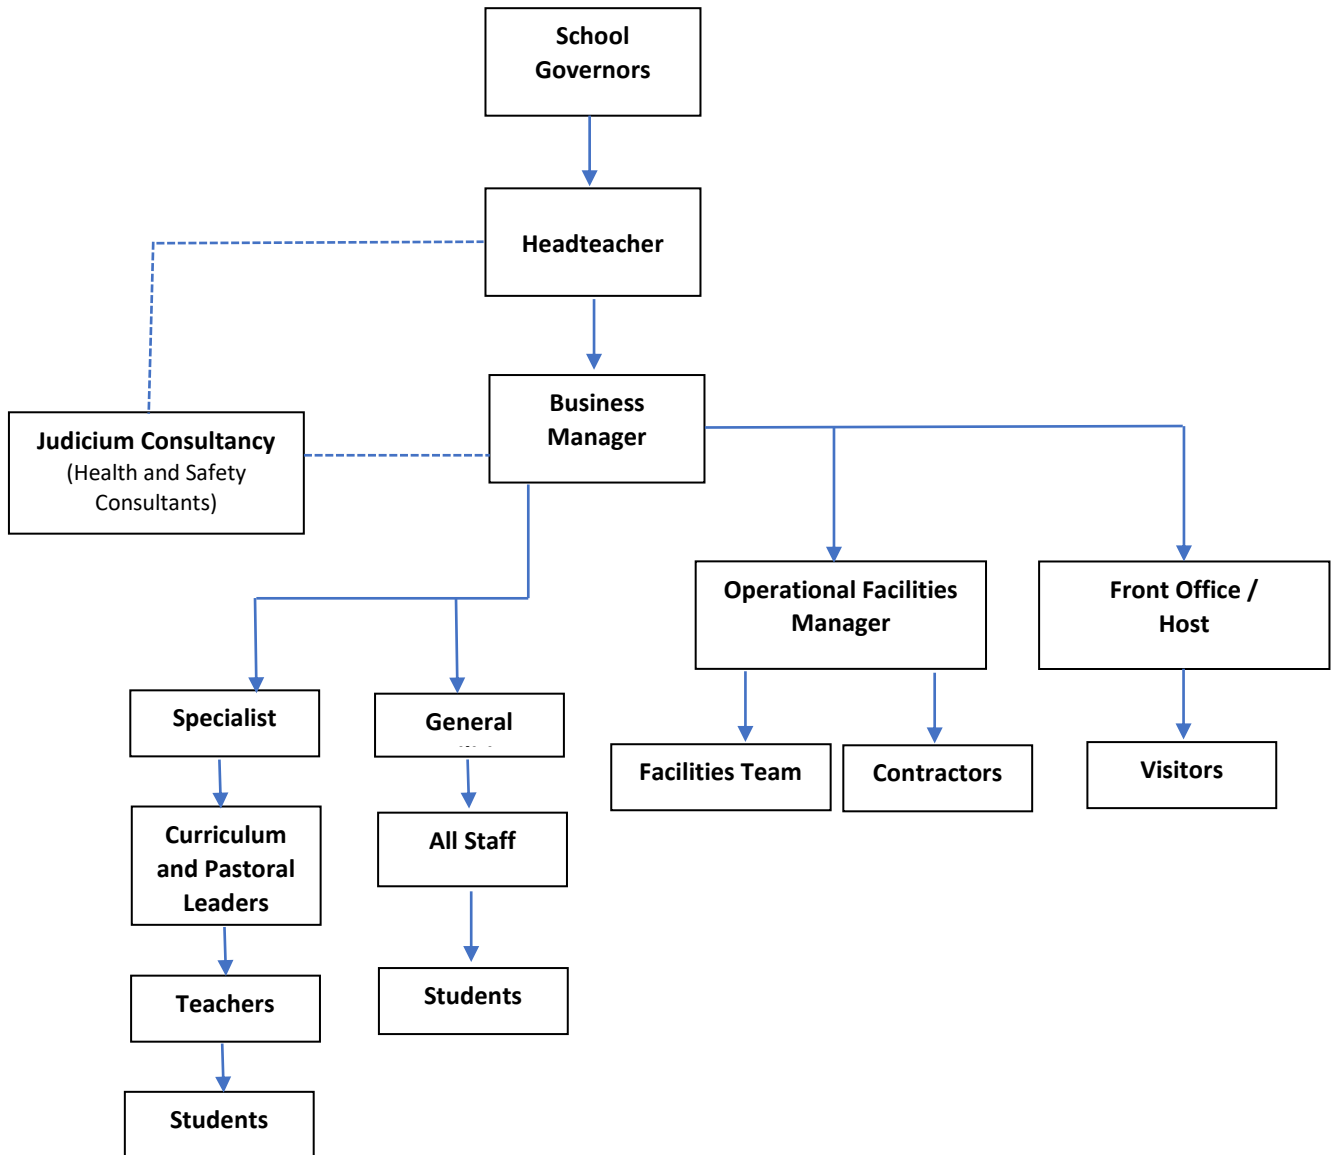 School
Governors
Headteacher
Business
Manager
Judicium Consultancy
(Health and Safety
Consultants)
Operational Facilities
Manager
Front Office /
Host
Specialist
General
Facilities Team
Contractors
Visitors
Curriculum
and Pastoral
Leaders
All Staff
Teachers
Students
Students